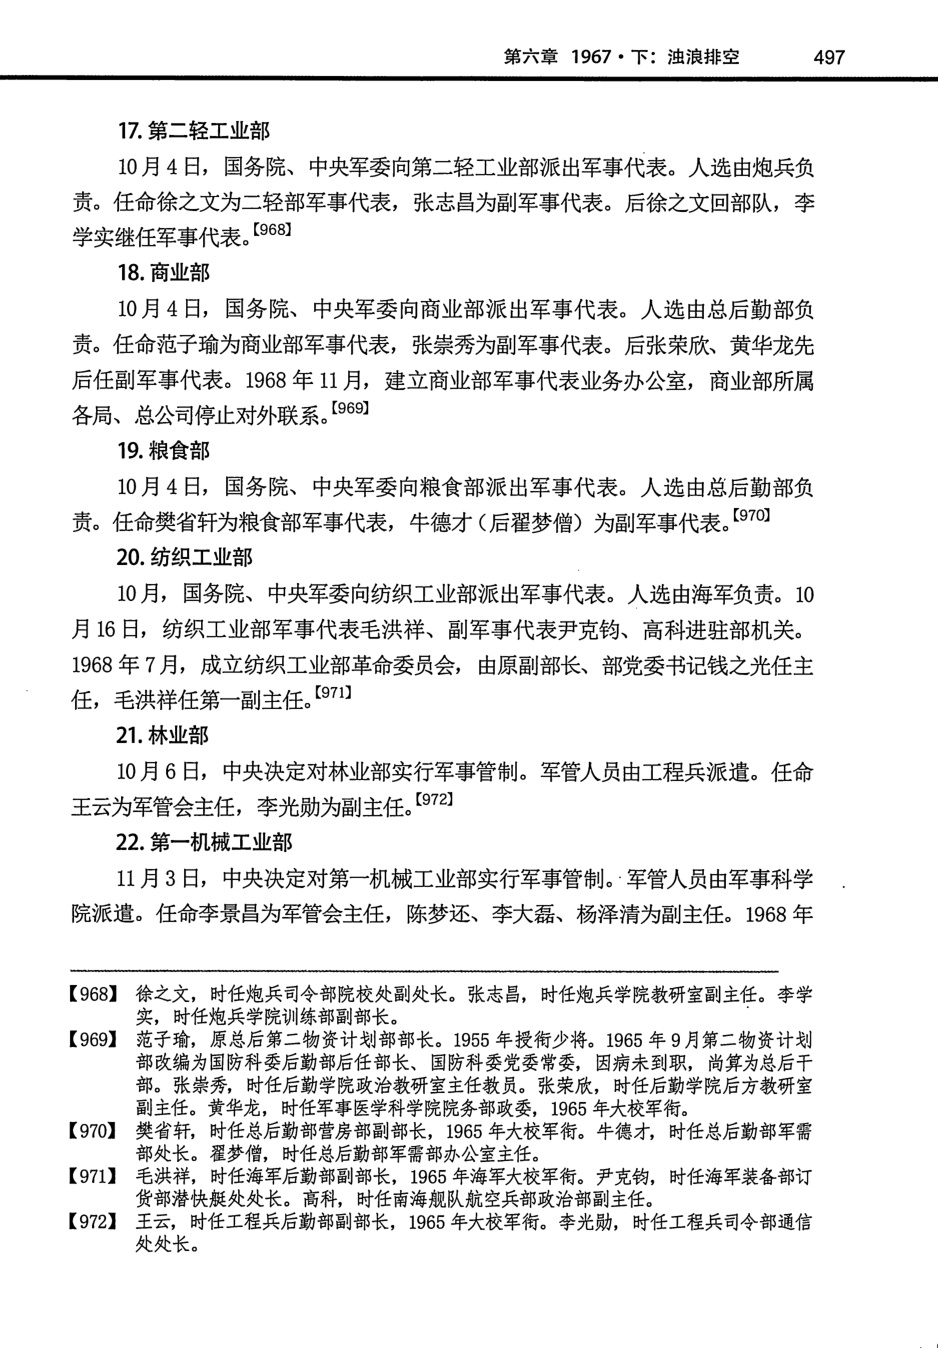 第六章 1967·下：浊浪排空 497
17. 第二轻工业部
10月4日，国务院、中央军委向第二轻工业部派出军事代表。人选由炮兵负
责。任命徐之文为二轻部军事代表，张志昌为副军事代表。后徐之文回部队，李
学实继任军事代表。【968】
18. 商业部
10月4日，国务院、中央军委向商业部派出军事代表。人选由总后勤部负
责。任命范子瑜为商业部军事代表，张崇秀为副军事代表。后张荣欣、黄华龙先
后任副军事代表。1968年11月，建立商业部军事代表业务办公室，商业部所属
各局、总公司停止对外联系。【969】
19. 粮食部
10月4日，国务院、中央军委向粮食部派出军事代表。人选由总后勤部负
责。任命樊省轩为粮食部军事代表，牛德才（后翟梦僧）为副军事代表。【970】
20. 纺织工业部
10月，国务院、中央军委向纺织工业部派出军事代表。人选由海军负责。10
月16日，纺织工业部军事代表毛洪祥、副军事代表尹克钧、高科进驻部机关。
1968年7月，成立纺织工业部革命委员会，由原副部长、部党委书记钱之光任主
任，毛洪祥任第一副主任。【971】
21. 林业部
10月6日，中央决定对林业部实行军事管制。军管人员由工程兵派遣。任命
王云为军管会主任，李光勋为副主任。【972】
22. 第一机械工业部
11月3日，中央决定对第一机械工业部实行军事管制。军管人员由军事科学
院派遣。任命李景昌为军管会主任，陈梦还、李大磊、杨泽清为副主任。1968年
【968】 徐之文，时任炮兵司令部院校处副处长。张志昌，时任炮兵学院教研室副主任。李学
实，时任炮兵学院训练部副部长。
【969】 范子瑜，原总后第二物资计划部部长。1955年授衔少将。1965年9月第二物资计划
部改编为国防科委后勤部后任部长、国防科委党委常委，因病未到职，尚算为总后干
部。张崇秀，时任后勤学院政治教研室主任教员。张荣欣，时任后勤学院后方教研室
副主任。黄华龙，时任军事医学科学院院务部政委，1965年大校军衔。
【970】 樊省轩，时任总后勤部营房部副部长，1965年大校军衔。牛德才，时任总后勤部军需
部处长。翟梦僧，时任总后勤部军需部办公室主任。
【971】 毛洪祥，时任海军后勤部副部长，1965年海军大校军衔。尹克钧，时任海军装备部订
货部潜快艇处处长。高科，时任南海舰队航空兵部政治部副主任。
【972】 王云，时任工程兵后勤部副部长，1965年大校军衔。李光勋，时任工程兵司令部通信
处处长。